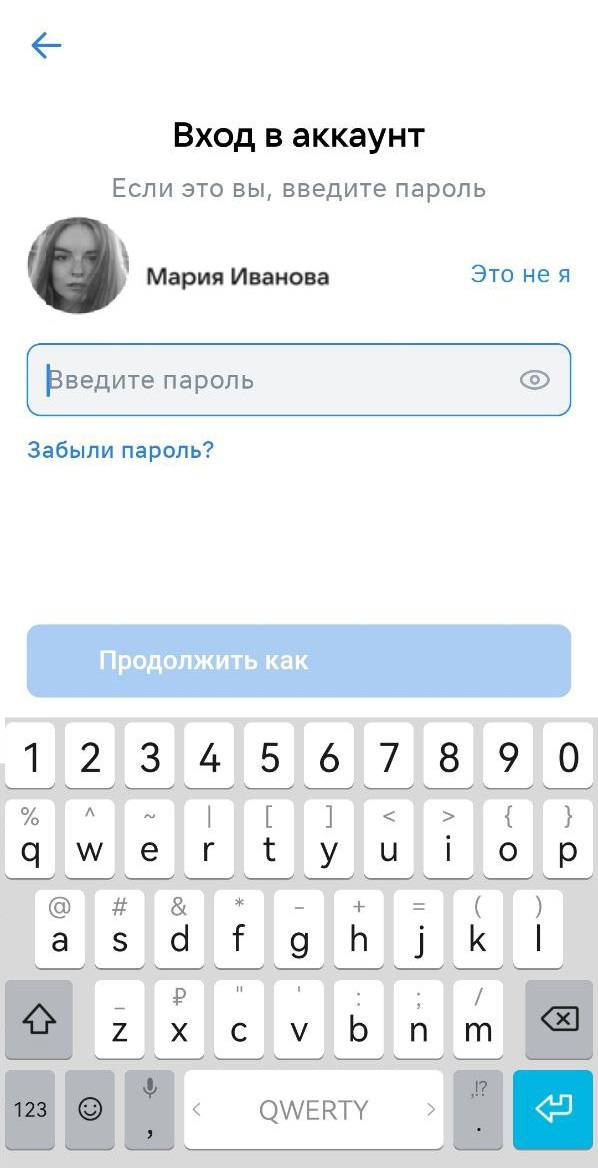 Вход в аккаунт
Если это вы, введите пароль
Мария Иванова
Это не я
Введите пароль
Забыли пароль?
Продолжить как
1 2 3 4 5 6 7 8 9 0
% ^ ~ | [ ] < > { }
q w e r t y u i o p
@ # & * - + = ( )
a s d f g h j k l
_ ₽ " ' : ; /
z x c v b n m
123 , < QWERTY > ,!? .